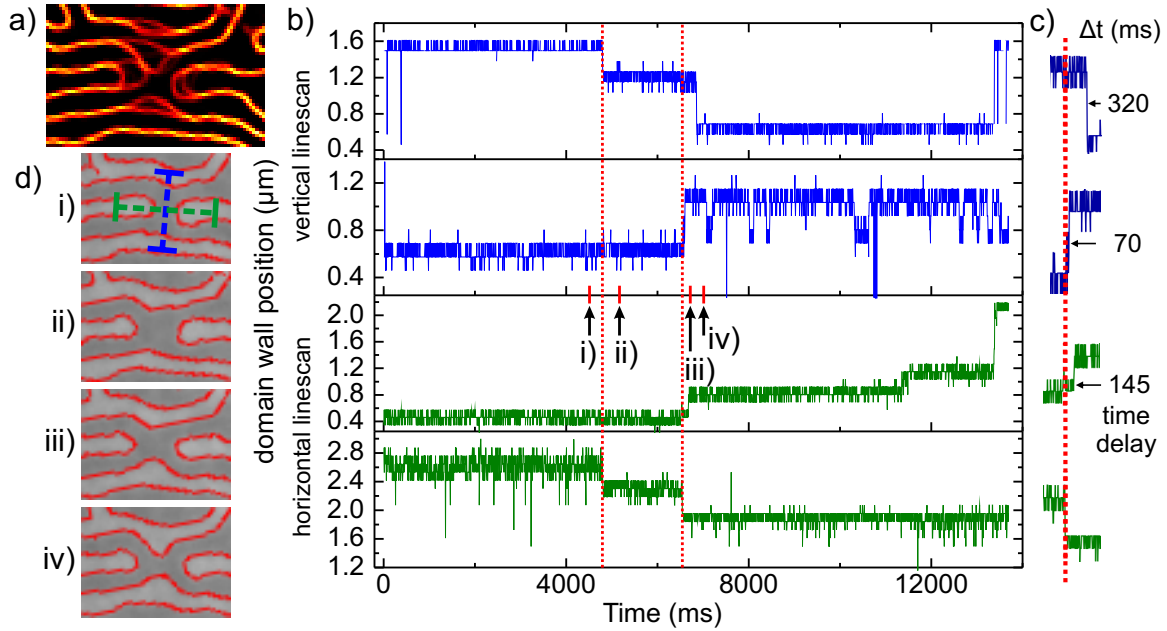 a)
b)
c)
Δt (ms)
domain wall position (μm)
vertical linescan
horizontal linescan
1.6
1.2
0.8
0.4
1.2
0.8
0.4
2.0
1.6
1.2
0.8
0.4
2.8
2.4
2.0
1.6
1.2
i)
ii)
iii)
iv)
0
4000
8000
12000
Time (ms)
320
70
145
time
delay
d)
i)
ii)
iii)
iv)